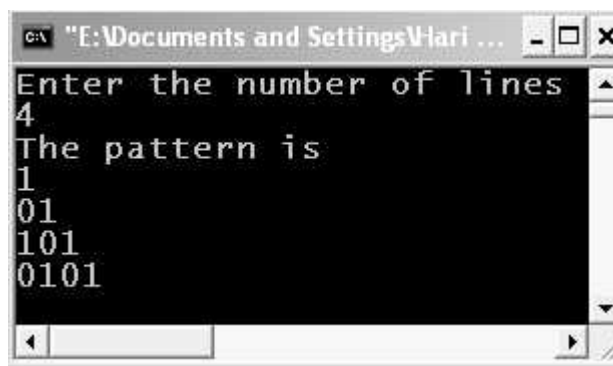 "E:\Documents and Settings\Hari ...
Enter the number of lines
4
The pattern is
1
01
101
0101